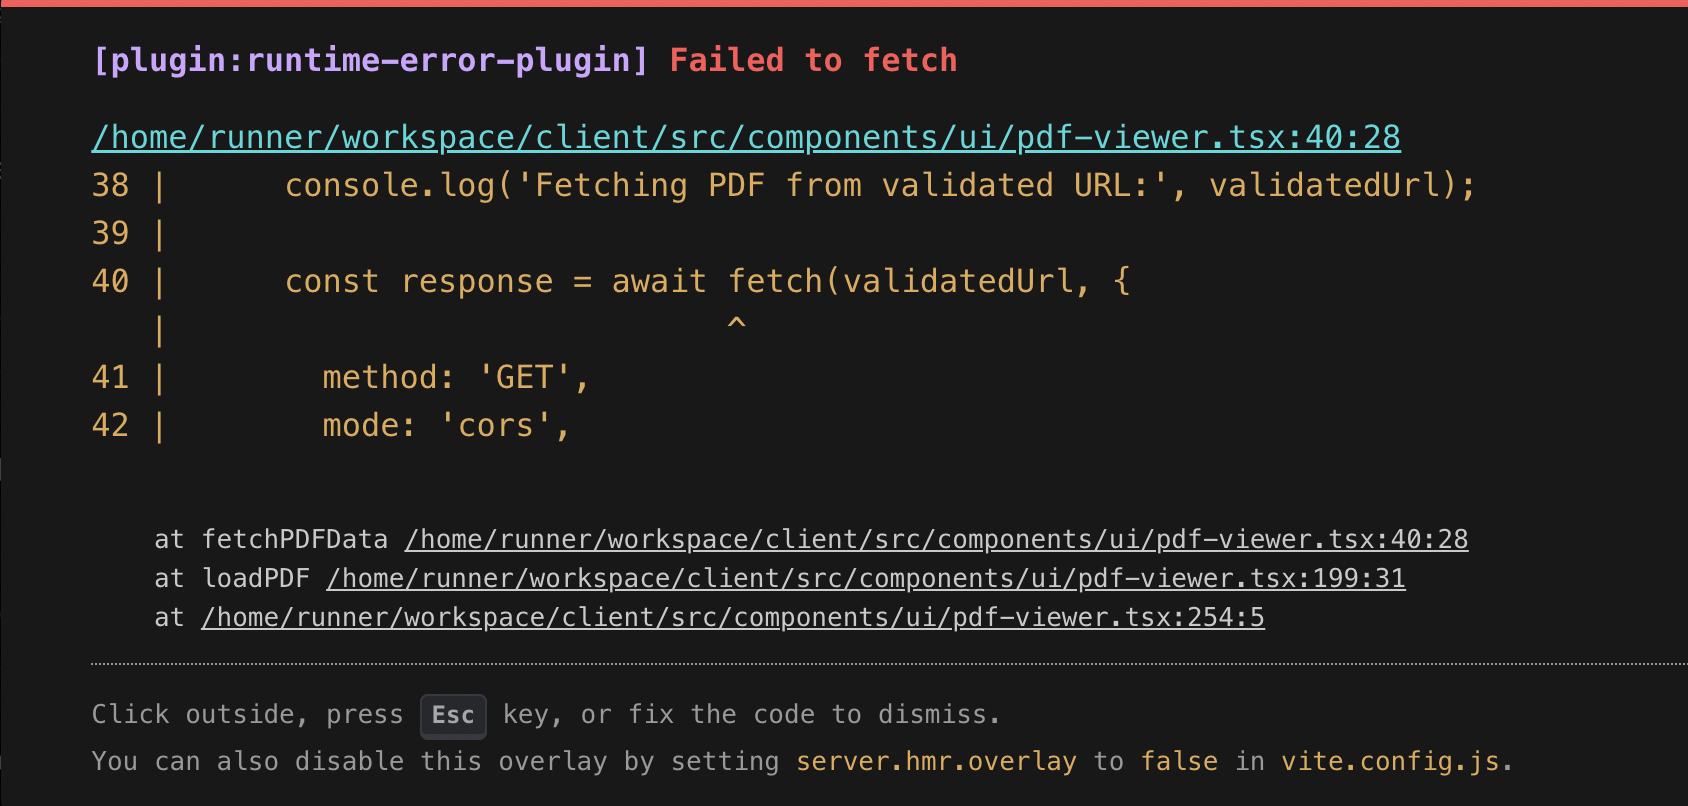 [plugin:runtime-error-plugin] Failed to fetch
/home/runner/workspace/client/src/components/ui/pdf-viewer.tsx:40:28
38 |      console.log('Fetching PDF from validated URL:', validatedUrl);
39 |
40 |      const response = await fetch(validatedUrl, {
   |                             ^
41 |        method: 'GET',
42 |        mode: 'cors',
at fetchPDFData /home/runner/workspace/client/src/components/ui/pdf-viewer.tsx:40:28
at loadPDF /home/runner/workspace/client/src/components/ui/pdf-viewer.tsx:199:31
at /home/runner/workspace/client/src/components/ui/pdf-viewer.tsx:254:5
Click outside, press Esc key, or fix the code to dismiss.
You can also disable this overlay by setting server.hmr.overlay to false in vite.config.js.